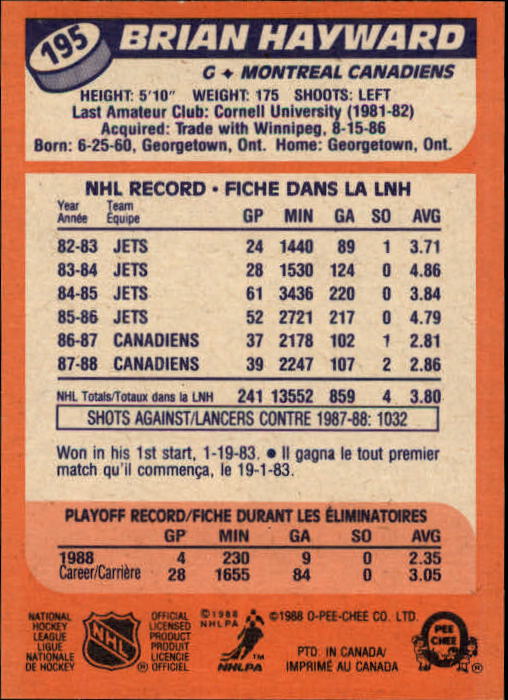 195
BRIAN HAYWARD
G ✦ MONTREAL CANADIENS
HEIGHT: 5'10" WEIGHT: 175 SHOOTS: LEFT
Last Amateur Club: Cornell University (1981-82)
Acquired: Trade with Winnipeg, 8-15-86
Born: 6-25-60, Georgetown, Ont. Home: Georgetown, Ont.
NHL RECORD • FICHE DANS LA LNH
Year Team
Année Équipe GP MIN GA SO AVG
82-83 JETS 24 1440 89 1 3.71
83-84 JETS 28 1530 124 0 4.86
84-85 JETS 61 3436 220 0 3.84
85-86 JETS 52 2721 217 0 4.79
86-87 CANADIENS 37 2178 102 1 2.81
87-88 CANADIENS 39 2247 107 2 2.86
NHL Totals/Totaux dans la LNH 241 13552 859 4 3.80
SHOTS AGAINST/LANCERS CONTRE 1987-88: 1032
Won in his 1st start, 1-19-83. • Il gagna le tout premier
match qu'il commença, le 19-1-83.
PLAYOFF RECORD/FICHE DURANT LES ÉLIMINATOIRES
GP MIN GA SO AVG
1988 4 230 9 0 2.35
Career/Carrière 28 1655 84 0 3.05
NATIONAL
HOCKEY
LEAGUE
LIGUE
NATIONALE
DE HOCKEY
NHL
®
OFFICIAL
LICENSED
PRODUCT
PRODUIT
LICENCIE
OFFICIEL
©1988
NHLPA
™
NHLPA
©1988 O-PEE-CHEE CO. LTD.
PTD. IN CANADA/
IMPRIMÉ AU CANADA
PEE
CHEE
®